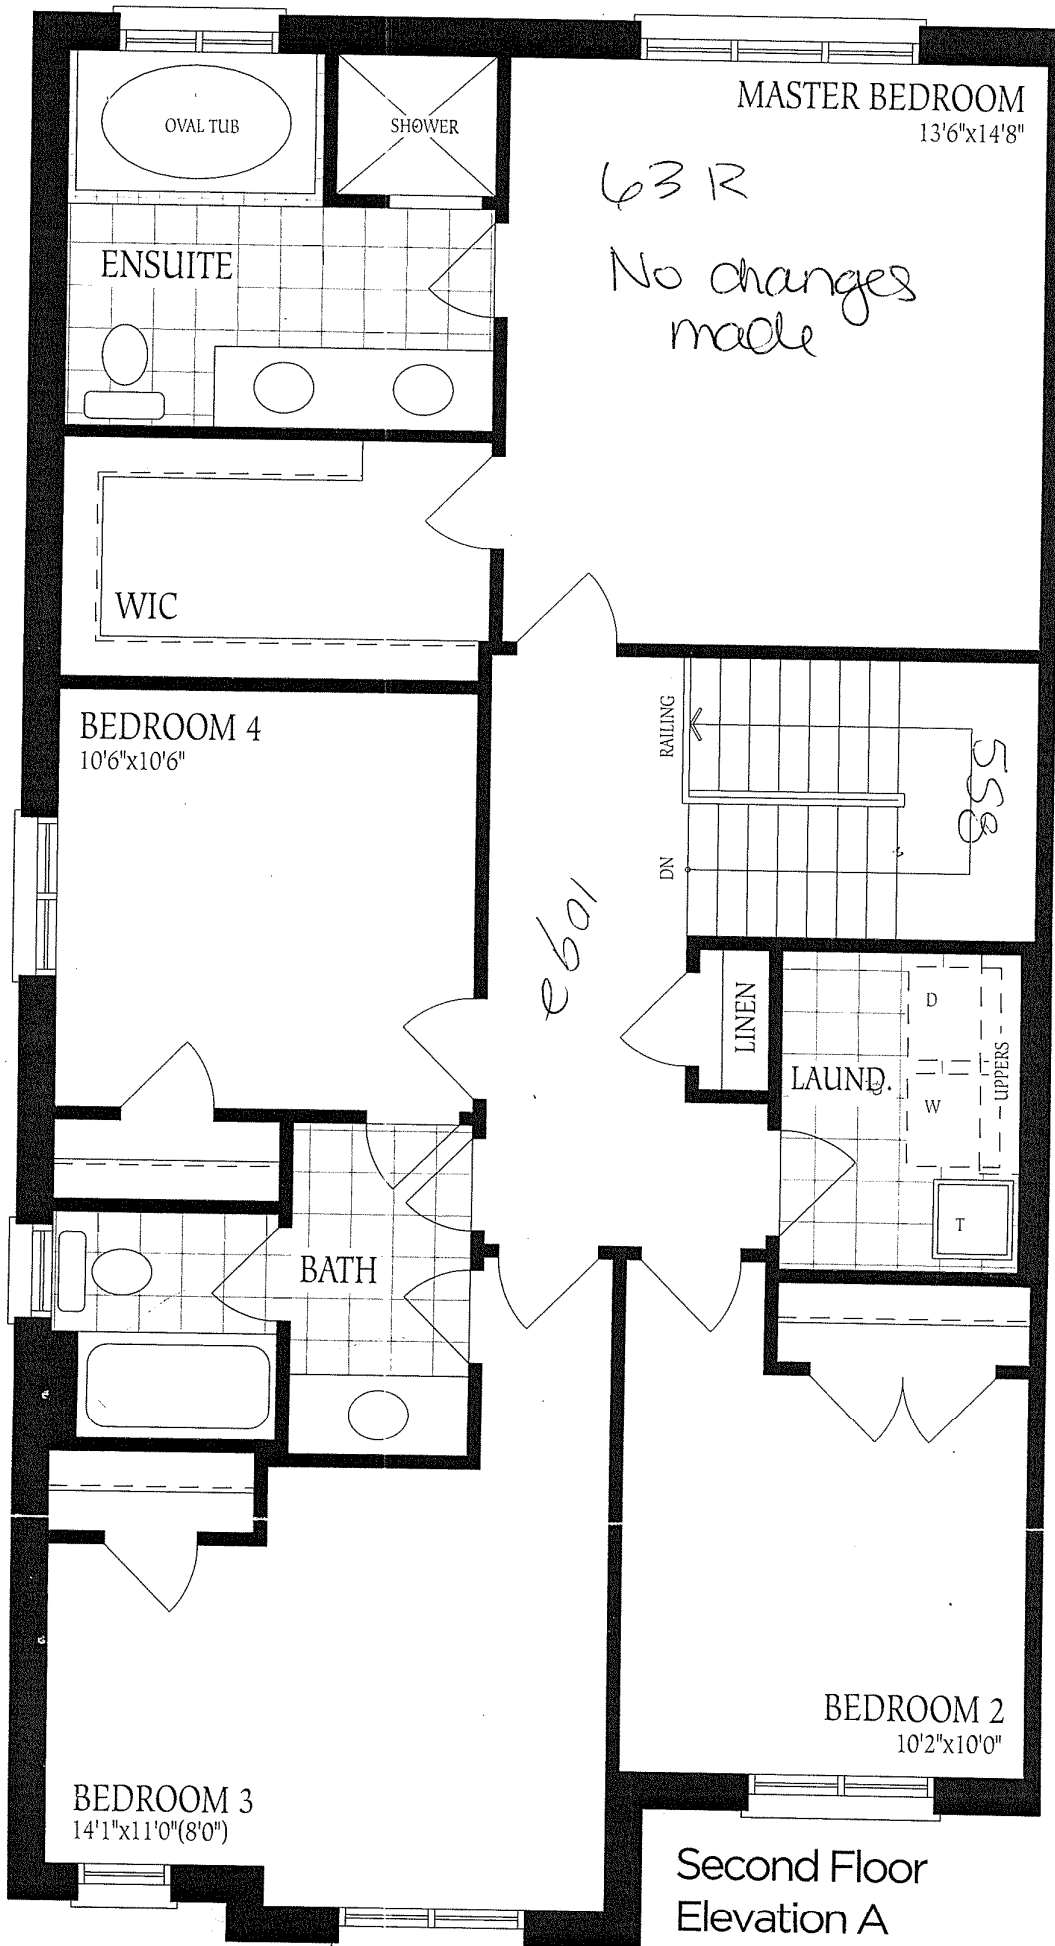 OVAL TUB
SHOWER
MASTER BEDROOM
13'6"x14'8"
63 R
No changes
made
ENSUITE
WIC
BEDROOM 4
10'6"x10'6"
RAILING
DN
LINEN
LAUND.
D
W
UPPERS
T
BATH
BEDROOM 2
10'2"x10'0"
BEDROOM 3
14'1"x11'0"(8'0")
Second Floor
Elevation A